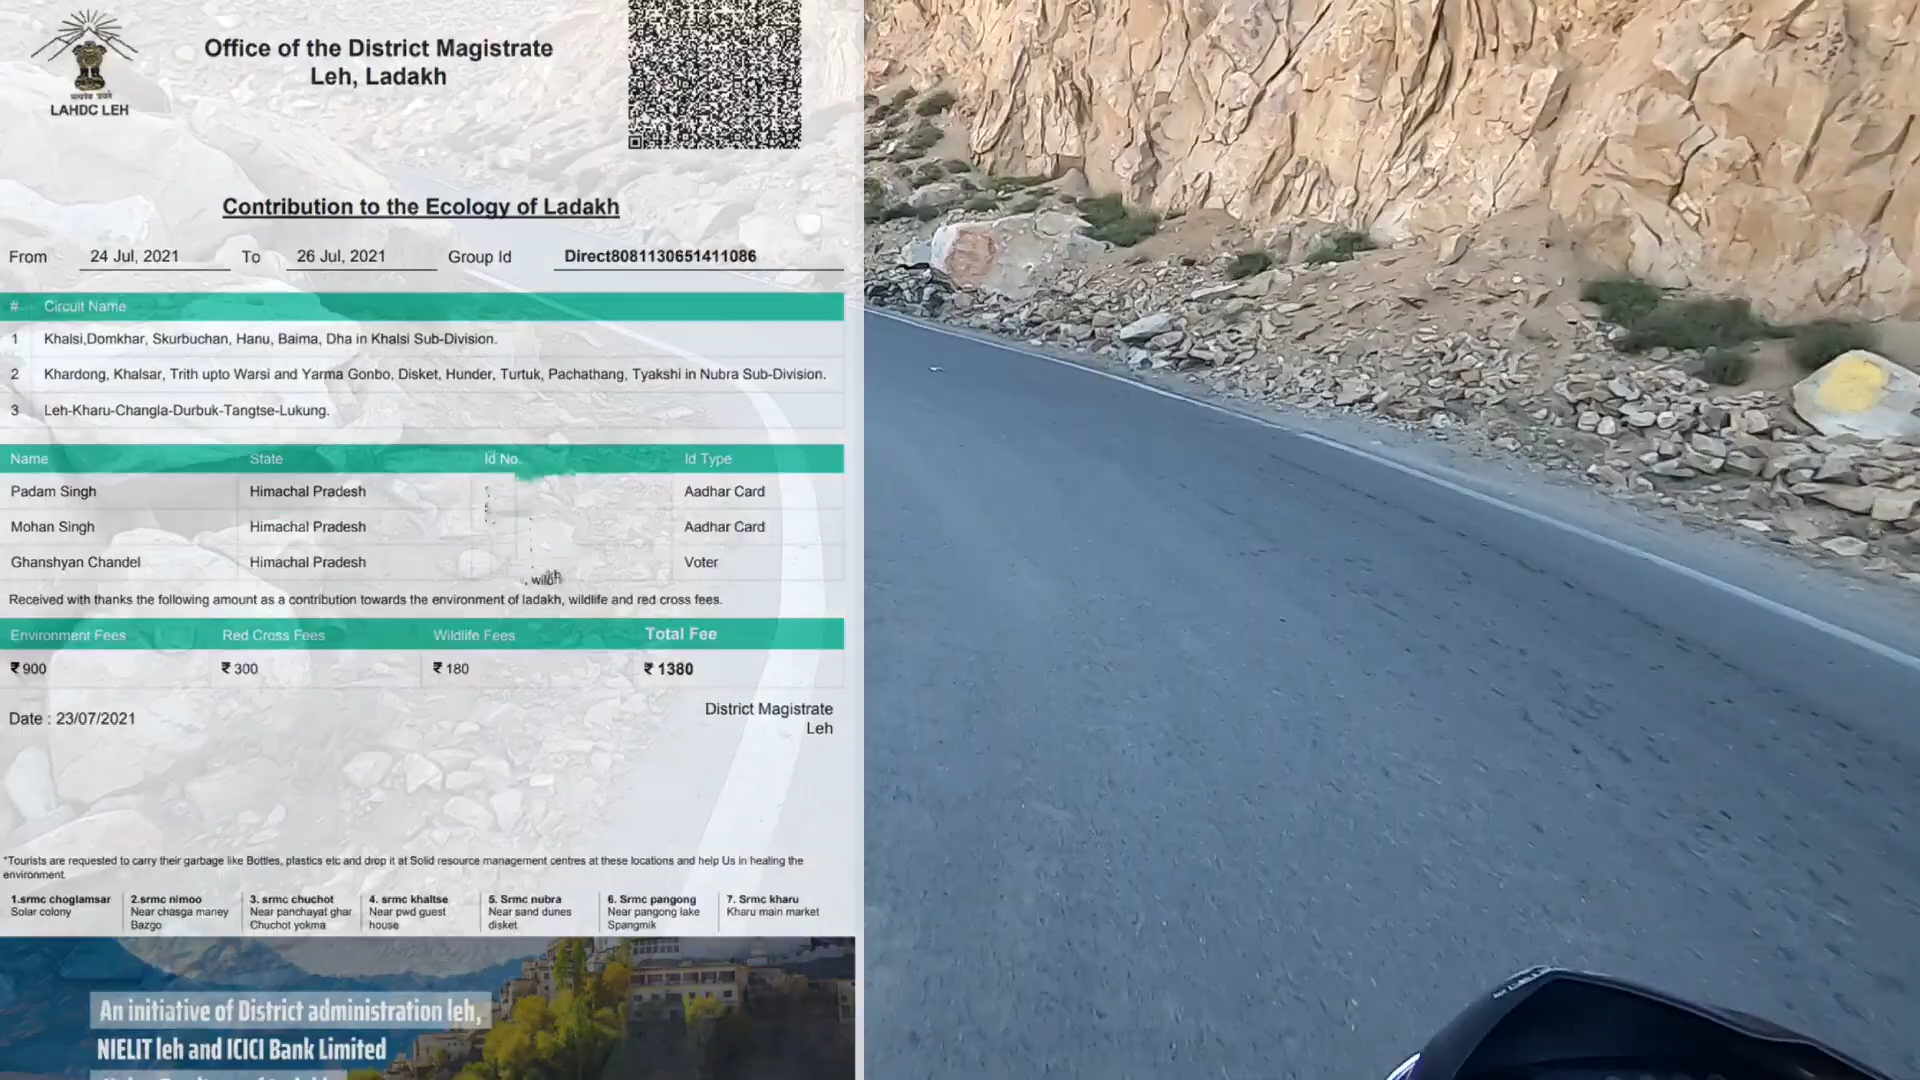 Office of the District Magistrate
Leh, Ladakh
सत्यमेव जयते
LAHDC LEH
Contribution to the Ecology of Ladakh
From 24 Jul, 2021 To 26 Jul, 2021 Group Id Direct8081130651411086
# Circuit Name
1 Khalsi,Domkhar, Skurbuchan, Hanu, Baima, Dha in Khalsi Sub-Division.
2 Khardong, Khalsar, Trith upto Warsi and Yarma Gonbo, Disket, Hunder, Turtuk, Pachathang, Tyakshi in Nubra Sub-Division.
3 Leh-Kharu-Changla-Durbuk-Tangtse-Lukung.
Name State Id No. Id Type
Padam Singh Himachal Pradesh Aadhar Card
Mohan Singh Himachal Pradesh Aadhar Card
Ghanshyan Chandel Himachal Pradesh Voter
Received with thanks the following amount as a contribution towards the environment of ladakh, wildlife and red cross fees.
Environment Fees Red Cross Fees Wildlife Fees Total Fee
₹ 900 ₹ 300 ₹ 180 ₹ 1380
Date : 23/07/2021
District Magistrate
Leh
*Tourists are requested to carry their garbage like Bottles, plastics etc and drop it at Solid resource management centres at these locations and help Us in healing the
environment.
1.srmc choglamsar
Solar colony
2.srmc nimoo
Near chasga maney
Bazgo
3. srmc chuchot
Near panchayat ghar
Chuchot yokma
4. srmc khaltse
Near pwd guest
house
5. Srmc nubra
Near sand dunes
disket
6. Srmc pangong
Near pangong lake
Spangmik
7. Srmc kharu
Kharu main market
An initiative of District administration leh,
NIELIT leh and ICICI Bank Limited